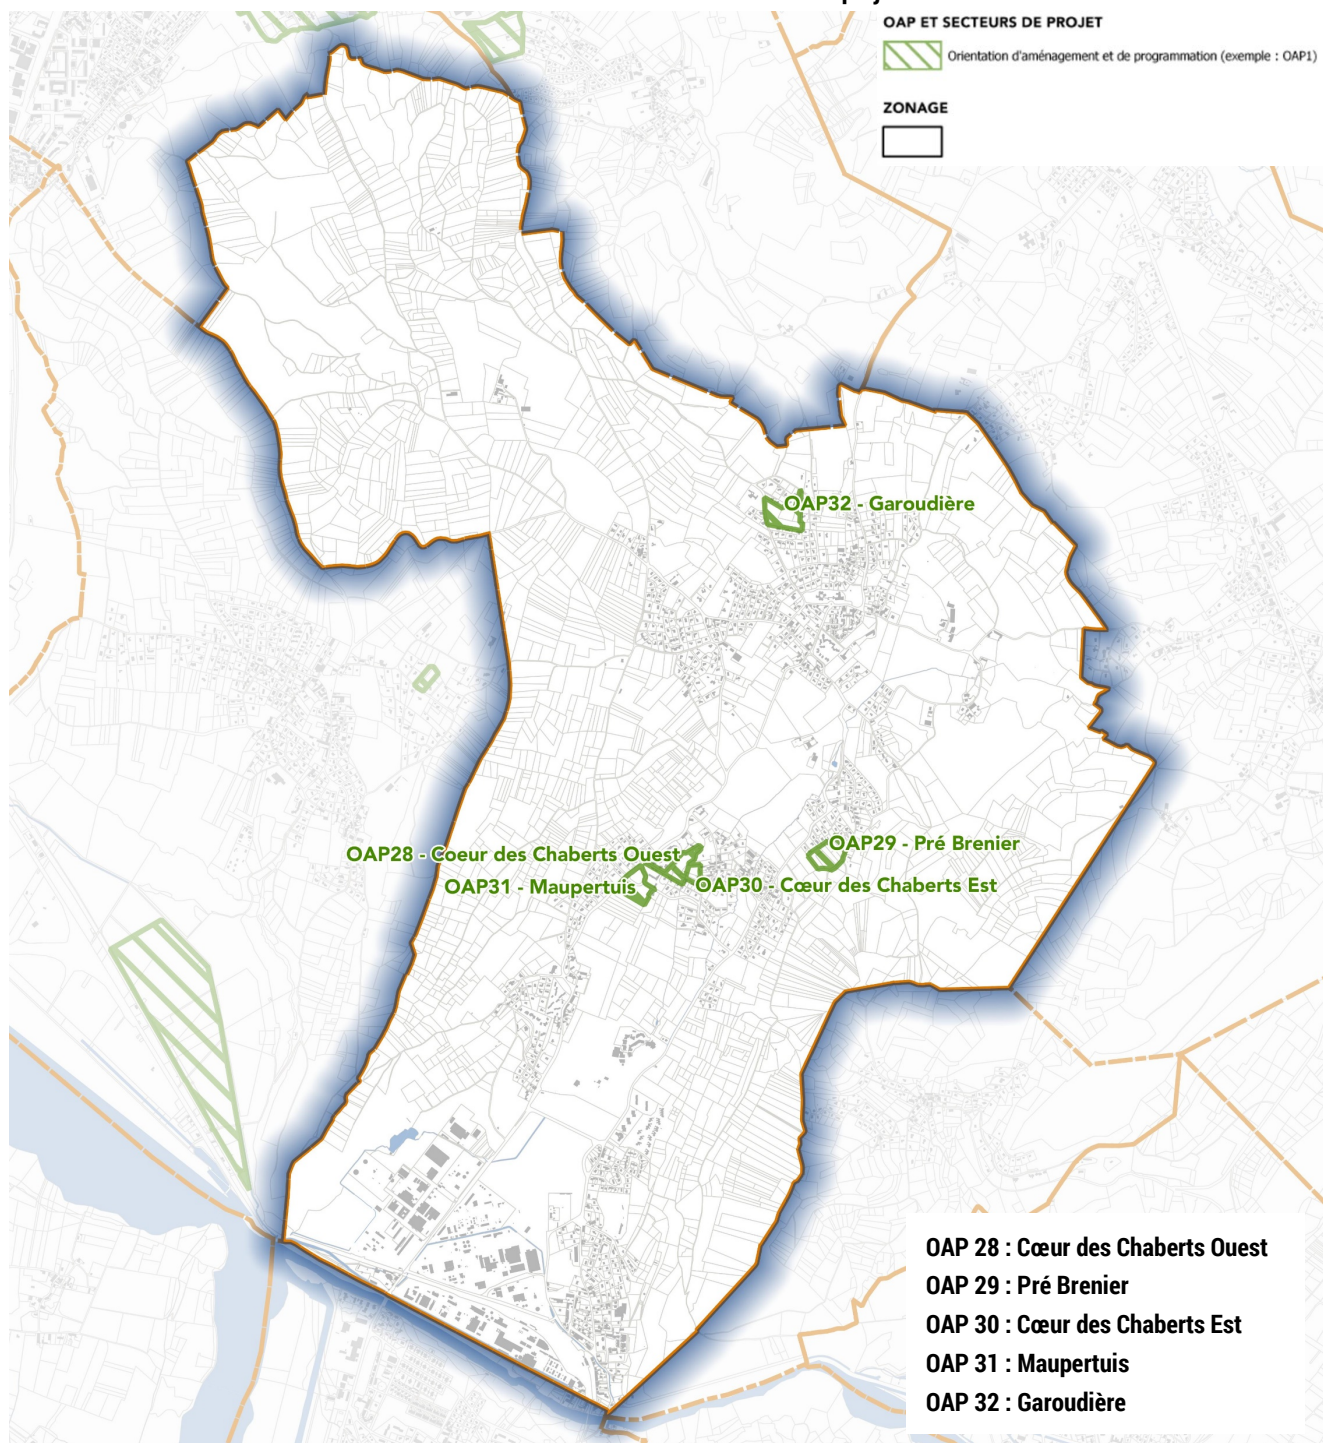 OAP ET SECTEURS DE PROJET
Orientation d'aménagement et de programmation (exemple : OAP1)
ZONAGE
OAP32 - Garoudière
OAP29 - Pré Brenier
OAP28 - Coeur des Chaberts Ouest
OAP31 - Maupertuis
OAP30 - Cœur des Chaberts Est
OAP 28 : Cœur des Chaberts Ouest
OAP 29 : Pré Brenier
OAP 30 : Cœur des Chaberts Est
OAP 31 : Maupertuis
OAP 32 : Garoudière